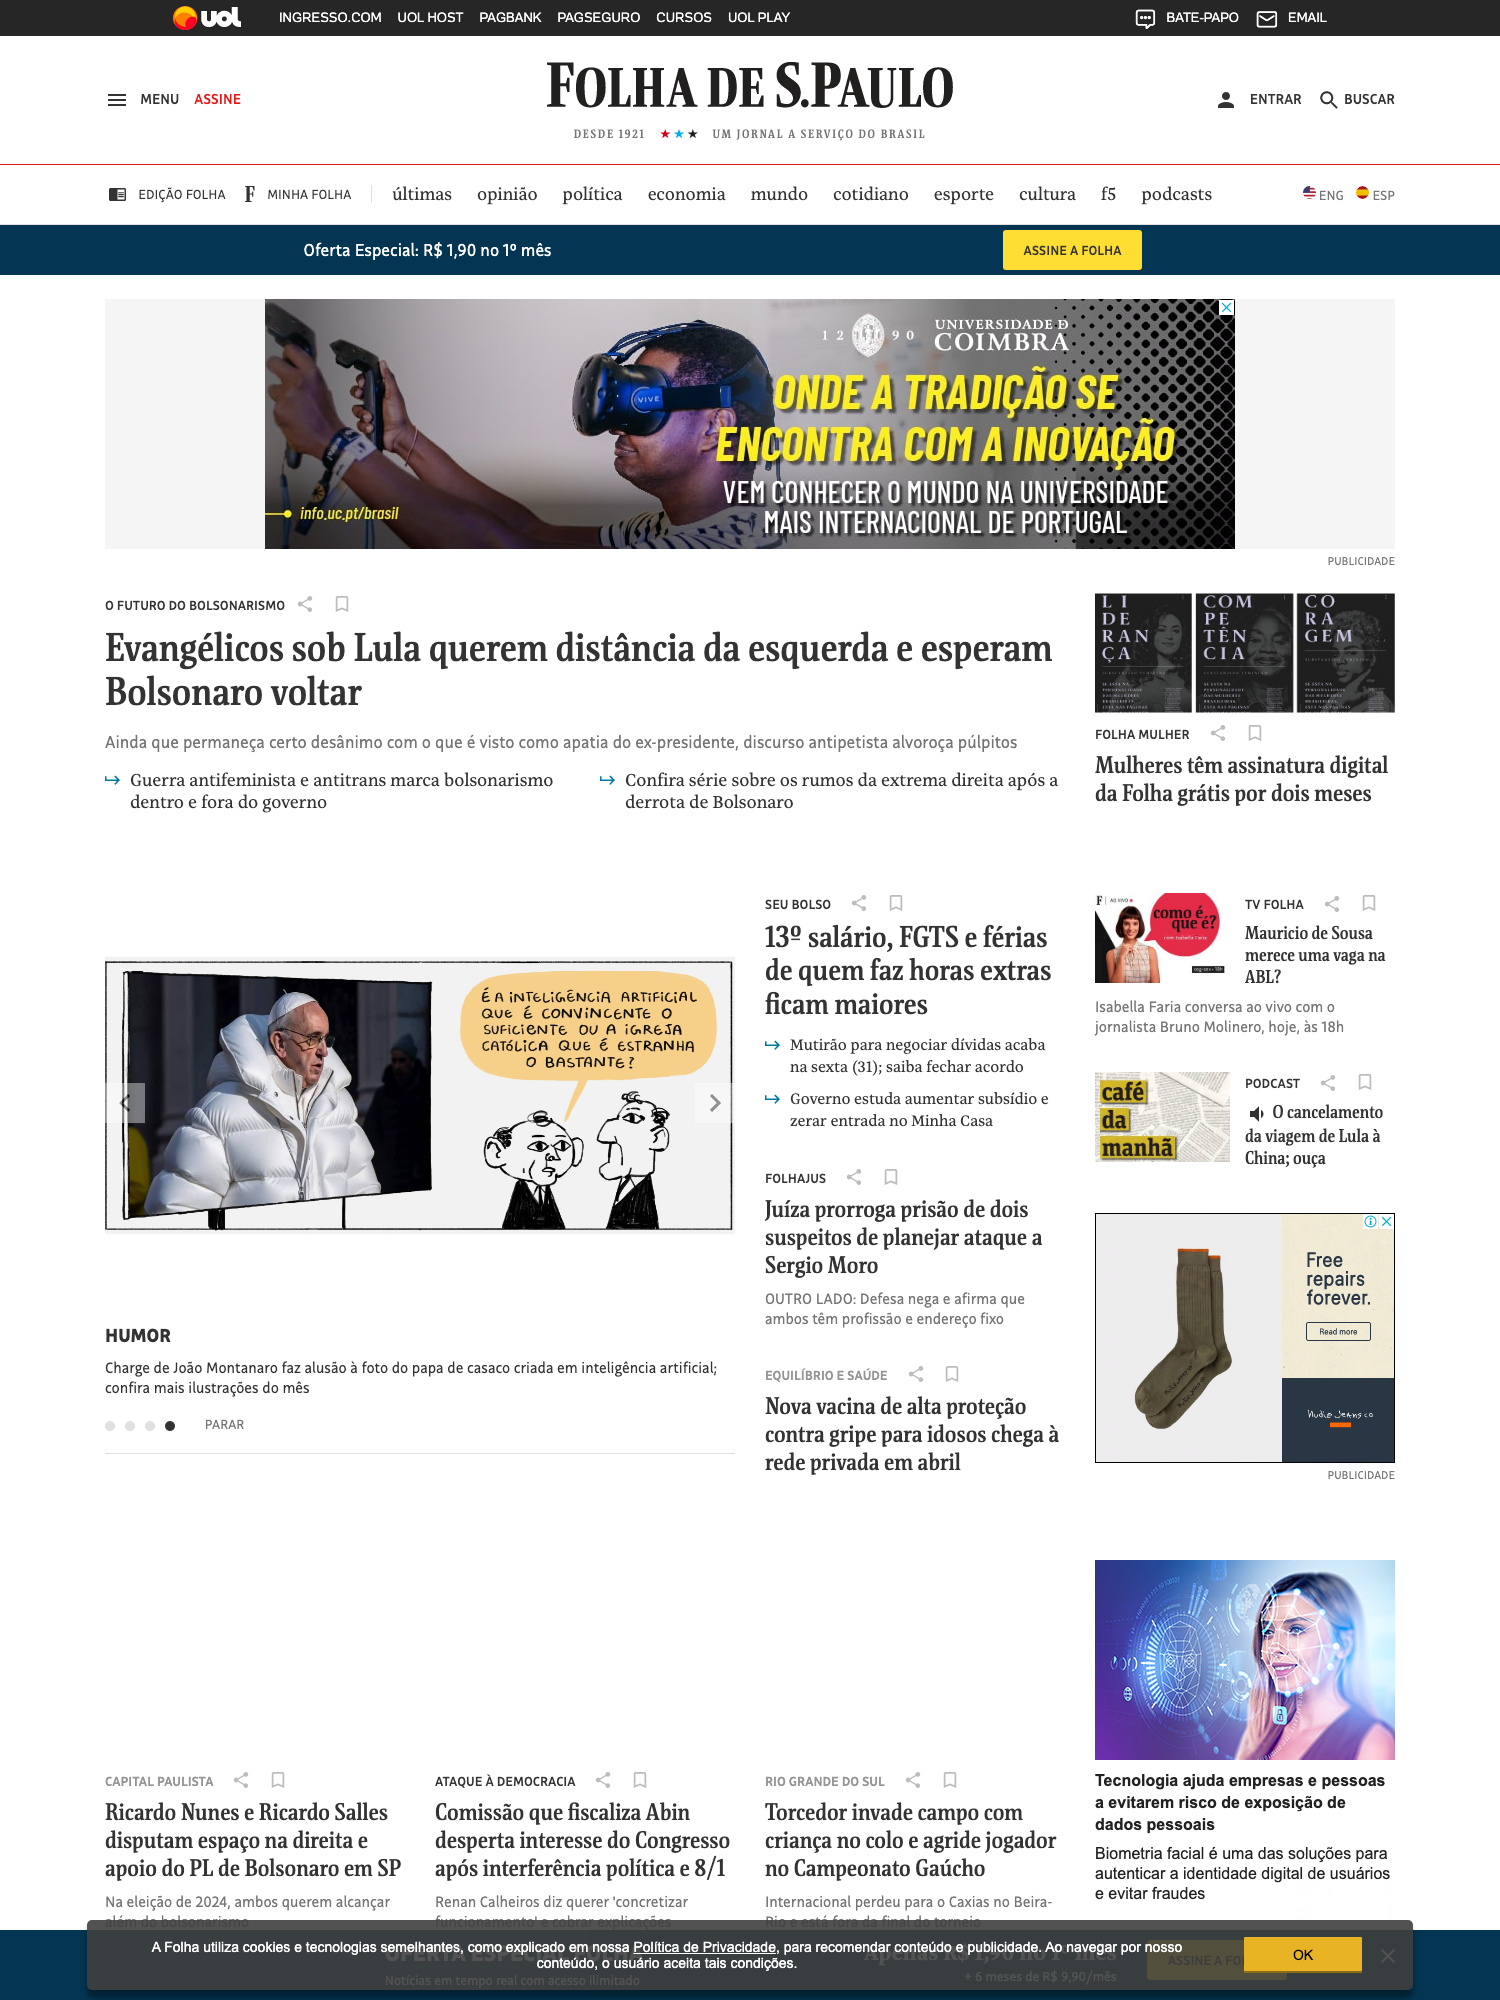 uol INGRESSO.COM UOL HOST PAGBANK PAGSEGURO CURSOS UOL PLAY BATE-PAPO EMAIL
MENU ASSINE
FOLHA DE S.PAULO
DESDE 1921 ★★★ UM JORNAL A SERVIÇO DO BRASIL
ENTRAR BUSCAR
EDIÇÃO FOLHA F MINHA FOLHA últimas opinião política economia mundo cotidiano esporte cultura f5 podcasts ENG ESP
Oferta Especial: R$ 1,90 no 1º mês ASSINE A FOLHA
12 90 UNIVERSIDADE D
COIMBRA
VIVE
ONDE A TRADIÇÃO SE
ENCONTRA COM A INOVAÇÃO
VEM CONHECER O MUNDO NA UNIVERSIDADE
MAIS INTERNACIONAL DE PORTUGAL
info.uc.pt/brasil
PUBLICIDADE
O FUTURO DO BOLSONARISMO
Evangélicos sob Lula querem distância da esquerda e esperam
Bolsonaro voltar
Ainda que permaneça certo desânimo com o que é visto como apatia do ex-presidente, discurso antipetista alvoroça púlpitos
Guerra antifeminista e antitrans marca bolsonarismo
dentro e fora do governo
Confira série sobre os rumos da extrema direita após a
derrota de Bolsonaro
LI
DE
RAN
ÇA
COM
PE
TÊN
CIA
CO
RA
GEM
FOLHA MULHER
Mulheres têm assinatura digital
da Folha grátis por dois meses
É A INTELIGÊNCIA ARTIFICIAL
QUE É CONVINCENTE O
SUFICIENTE OU A IGREJA
CATÓLICA QUE É ESTRANHA
O BASTANTE?
HUMOR
Charge de João Montanaro faz alusão à foto do papa de casaco criada em inteligência artificial;
confira mais ilustrações do mês
PARAR
SEU BOLSO
13º salário, FGTS e férias
de quem faz horas extras
ficam maiores
Mutirão para negociar dívidas acaba
na sexta (31); saiba fechar acordo
Governo estuda aumentar subsídio e
zerar entrada no Minha Casa
FOLHAJUS
Juíza prorroga prisão de dois
suspeitos de planejar ataque a
Sergio Moro
OUTRO LADO: Defesa nega e afirma que
ambos têm profissão e endereço fixo
EQUILÍBRIO E SAÚDE
Nova vacina de alta proteção
contra gripe para idosos chega à
rede privada em abril
F AO VIVO
como é
que é?
com Isabella Faria
TV FOLHA
Mauricio de Sousa
merece uma vaga na
ABL?
Isabella Faria conversa ao vivo com o
jornalista Bruno Molinero, hoje, às 18h
café
da
manhã
PODCAST
O cancelamento
da viagem de Lula à
China; ouça
Free
repairs
forever.
Read more
Nudie Jeans co
PUBLICIDADE
Tecnologia ajuda empresas e pessoas
a evitarem risco de exposição de
dados pessoais
Biometria facial é uma das soluções para
autenticar a identidade digital de usuários
e evitar fraudes
CAPITAL PAULISTA
Ricardo Nunes e Ricardo Salles
disputam espaço na direita e
apoio do PL de Bolsonaro em SP
Na eleição de 2024, ambos querem alcançar
além do bolsonarismo
ATAQUE À DEMOCRACIA
Comissão que fiscaliza Abin
desperta interesse do Congresso
após interferência política e 8/1
Renan Calheiros diz querer 'concretizar
funcionamento' e cobrar explicações
RIO GRANDE DO SUL
Torcedor invade campo com
criança no colo e agride jogador
no Campeonato Gaúcho
Internacional perdeu para o Caxias no Beira-
Rio e está fora da final do torneio
A Folha utiliza cookies e tecnologias semelhantes, como explicado em nossa Política de Privacidade, para recomendar conteúdo e publicidade. Ao navegar por nosso
conteúdo, o usuário aceita tais condições.
OK
Apenas R$ 1,90 no 1º mês
Notícias em tempo real com acesso ilimitado
+ 6 meses de R$ 9,90/mês
ASSINE A FO